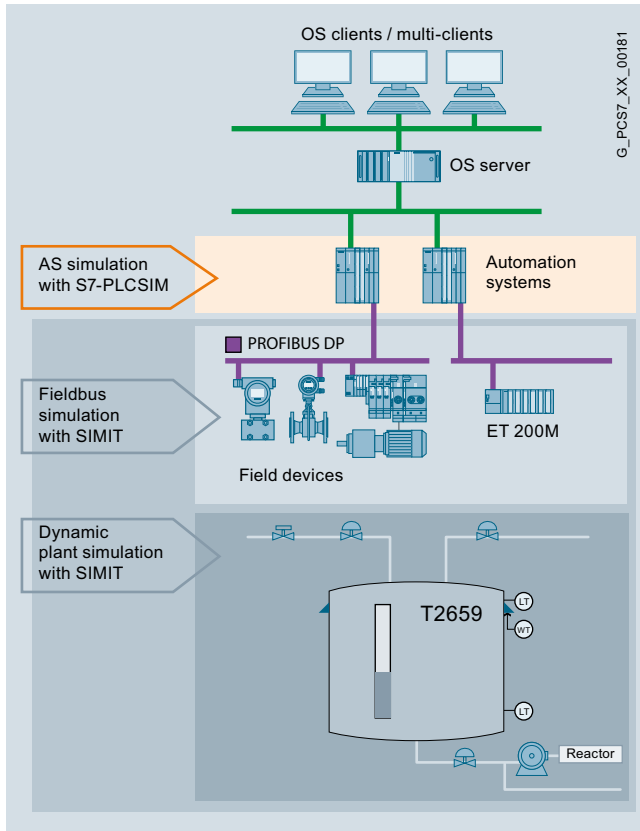 OS clients / multi-clients
G_PCS7_XX_00181
OS server
AS simulation
with S7-PLCSIM
Automation
systems
PROFIBUS DP
Fieldbus
simulation
with SIMIT
ET 200M
Field devices
Dynamic
plant simulation
with SIMIT
T2659
LT
WT
LT
Reactor